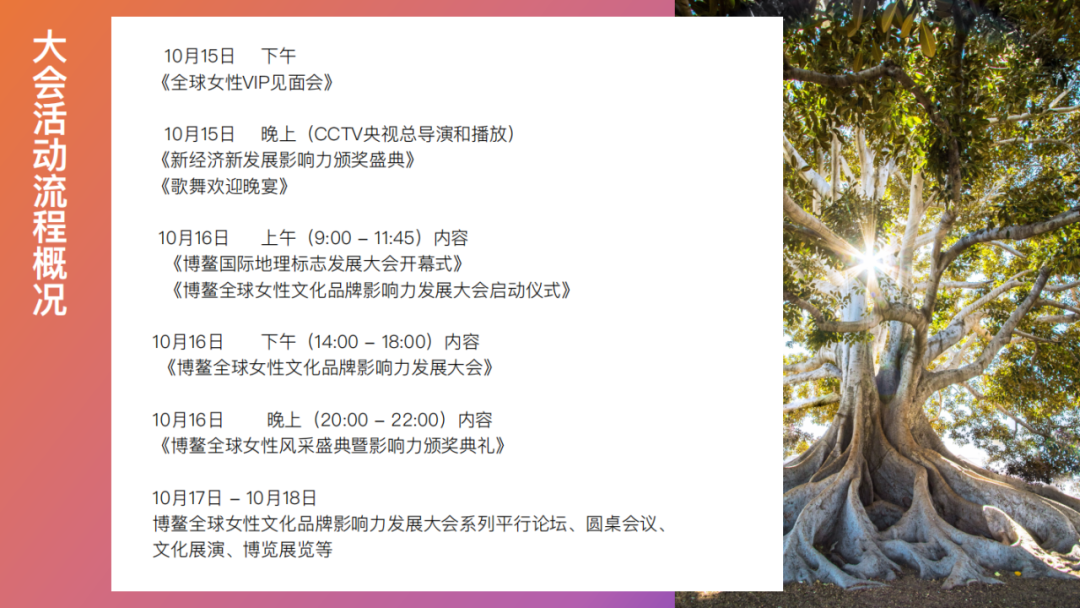 大会活动流程概况
10月15日 下午
《全球女性VIP见面会》
10月15日 晚上（CCTV央视总导演和播放）
《新经济新发展影响力颁奖盛典》
《歌舞欢迎晚宴》
10月16日 上午（9:00 – 11:45）内容
《博鳌国际地理标志发展大会开幕式》
《博鳌全球女性文化品牌影响力发展大会启动仪式》
10月16日 下午（14:00 – 18:00）内容
《博鳌全球女性文化品牌影响力发展大会》
10月16日 晚上（20:00 – 22:00）内容
《博鳌全球女性风采盛典暨影响力颁奖典礼》
10月17日 – 10月18日
博鳌全球女性文化品牌影响力发展大会系列平行论坛、圆桌会议、
文化展演、博览展览等